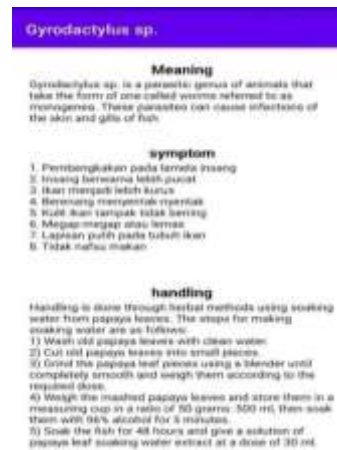 Gyrodactylus sp.
Meaning
Gyrodactylus sp. is a parasitic genus of animals that
take the form of one called worms referred to as
monogenea. These parasites can cause infections of
the skin and gills of fish.
symptom
1. Pembengkakan pada lamela insang
2. Insang berwarna lebih pucat
3. Ikan menjadi lebih kurus
4. Berenang menyentak-nyentak
5. Kulit ikan tampak tidak bening
6. Megap-megap atau lemas
7. Lapisan putih pada tubuh ikan
8. Tidak nafsu makan
handling
Handling is done through herbal methods using soaking
water from papaya leaves. The steps for making
soaking water are as follows:
1) Wash old papaya leaves with clean water.
2) Cut old papaya leaves into small pieces.
3) Grind the papaya leaf pieces using a blender until
completely smooth and weigh them according to the
required dose.
4) Weigh the mashed papaya leaves and store them in a
measuring cup in a ratio of 50 grams: 500 ml, then soak
them with 96% alcohol for 5 minutes.
5) Soak the fish for 48 hours and give a solution of
papaya leaf soaking water extract at a dose of 30 ml.